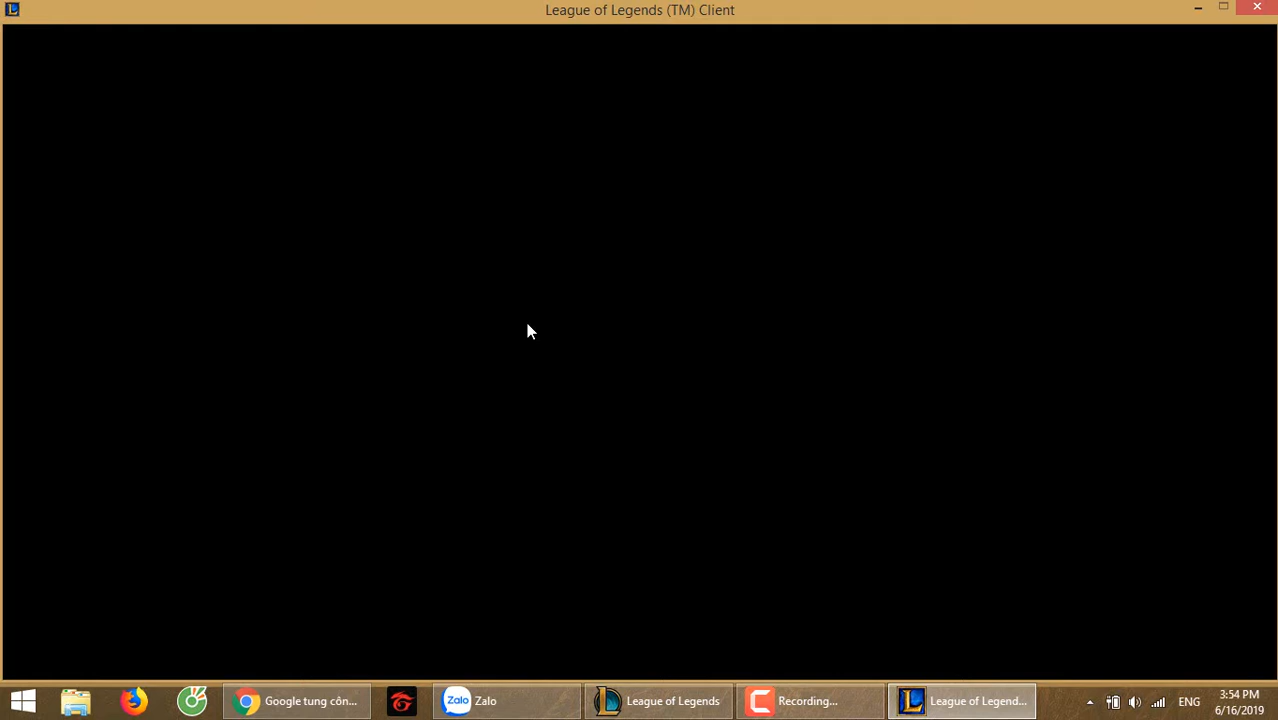 League of Legends (TM) Client
Google tung côn...
Zalo
Zalo
League of Legends
Recording...
League of Legend...
ENG
3:54 PM
6/16/2019